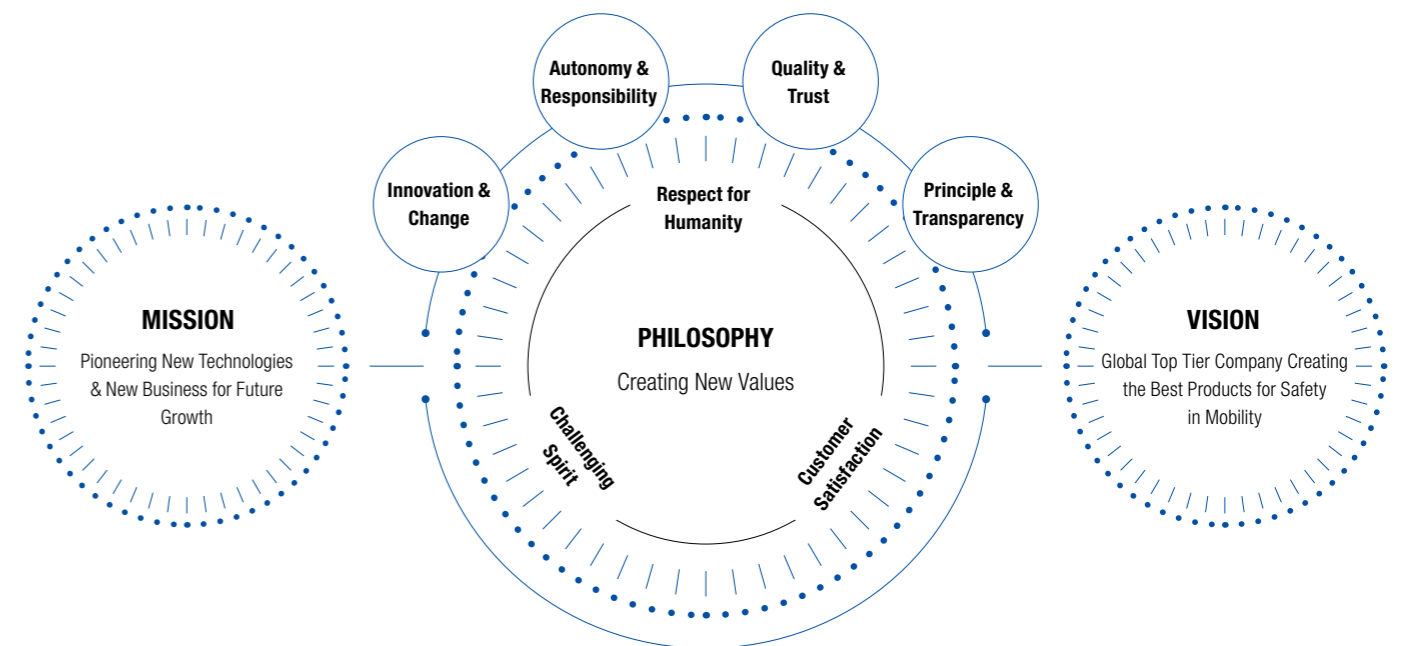 Autonomy &
Responsibility
Quality &
Trust
Innovation &
Change
Respect for
Humanity
Principle &
Transparency
MISSION
Pioneering New Technologies
& New Business for Future
Growth
PHILOSOPHY
Creating New Values
VISION
Global Top Tier Company Creating
the Best Products for Safety
in Mobility
Challenging
Spirit
Customer
Satisfaction